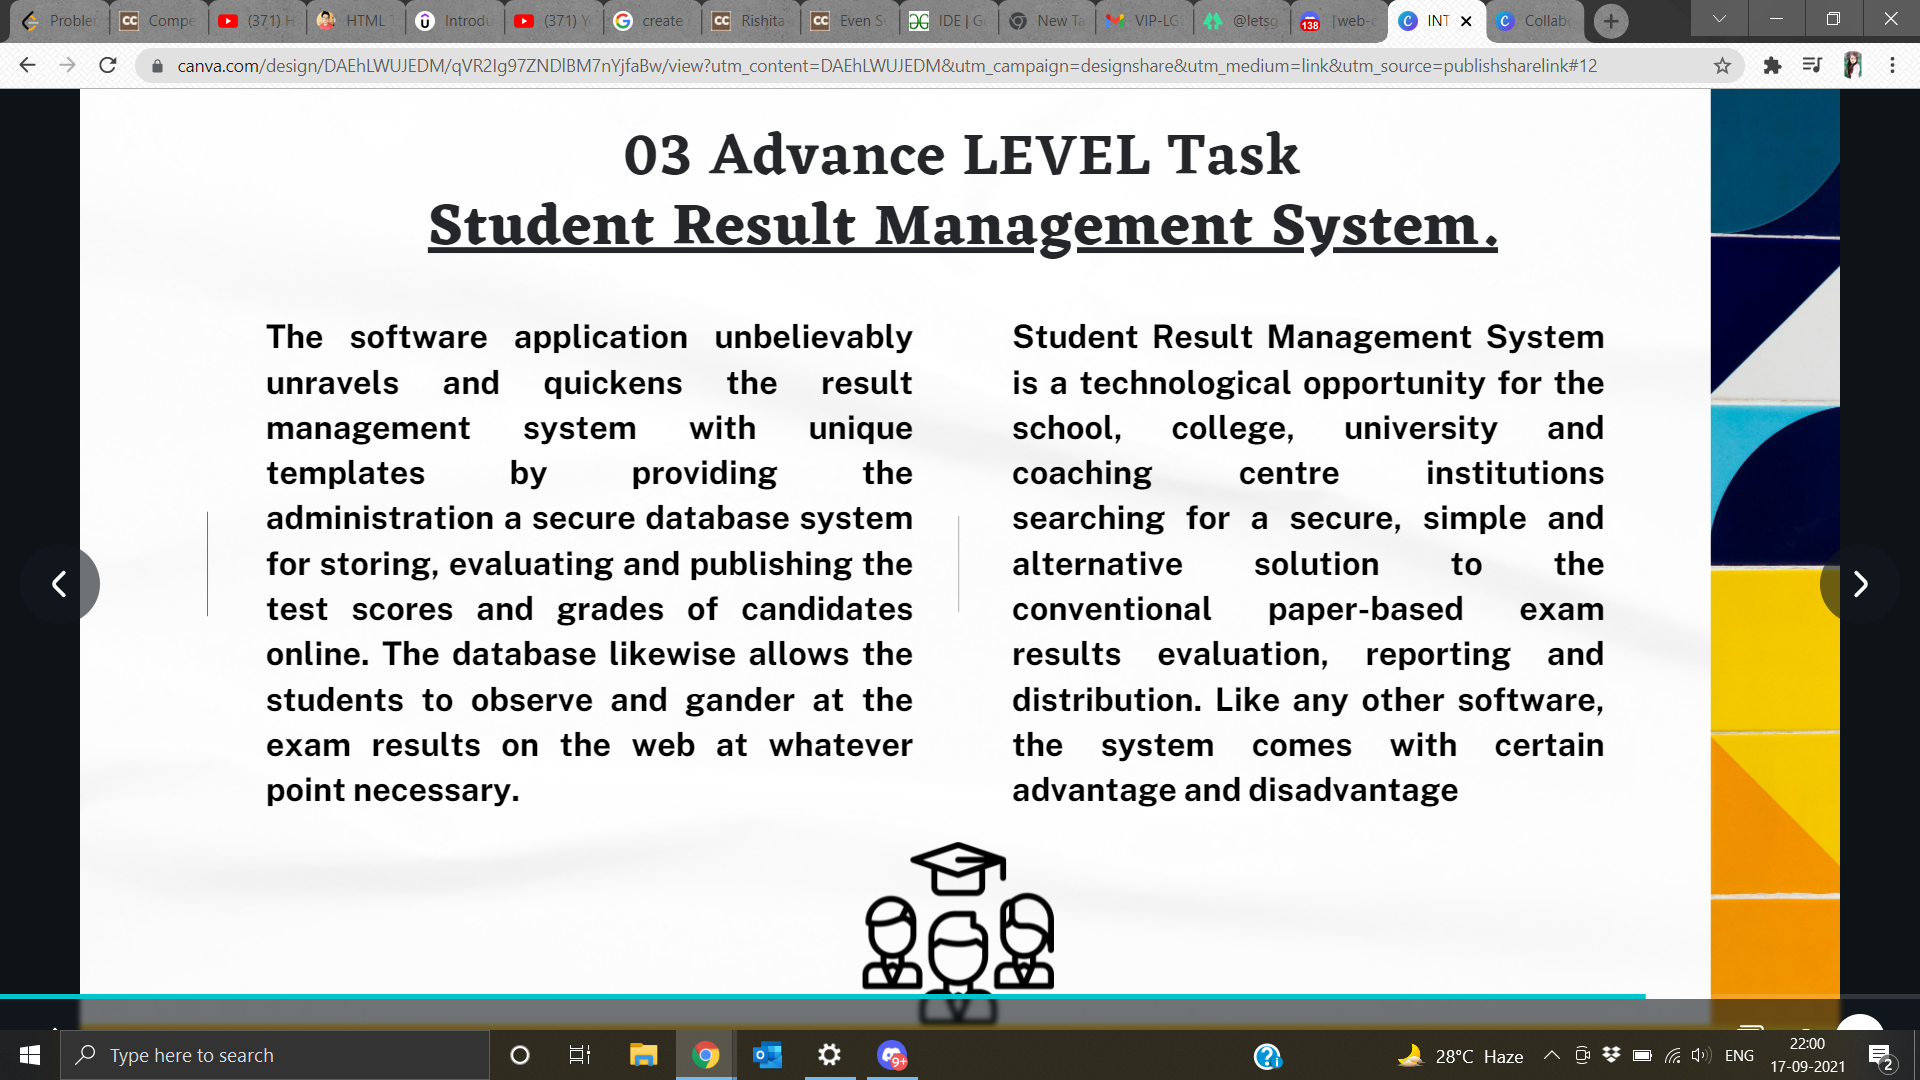 Proble
Compe
(371) H
HTML
Introdu
(371) Y
create
Rishita
Even S
IDE | G
New Ta
VIP-LG
@letsg
138
|web-c
INT
Collab
canva.com/design/DAEhLWUJEDM/qVR2Ig97ZNDlBM7nYjfaBw/view?utm_content=DAEhLWUJEDM&utm_campaign=designshare&utm_medium=link&utm_source=publishsharelink#12
03 Advance LEVEL Task
Student Result Management System.
The software application unbelievably
unravels and quickens the result
management system with unique
templates by providing the
administration a secure database system
for storing, evaluating and publishing the
test scores and grades of candidates
online. The database likewise allows the
students to observe and gander at the
exam results on the web at whatever
point necessary.
Student Result Management System
is a technological opportunity for the
school, college, university and
coaching centre institutions
searching for a secure, simple and
alternative solution to the
conventional paper-based exam
results evaluation, reporting and
distribution. Like any other software,
the system comes with certain
advantage and disadvantage
Type here to search
9+
28°C Haze
ENG
22:00
17-09-2021
2